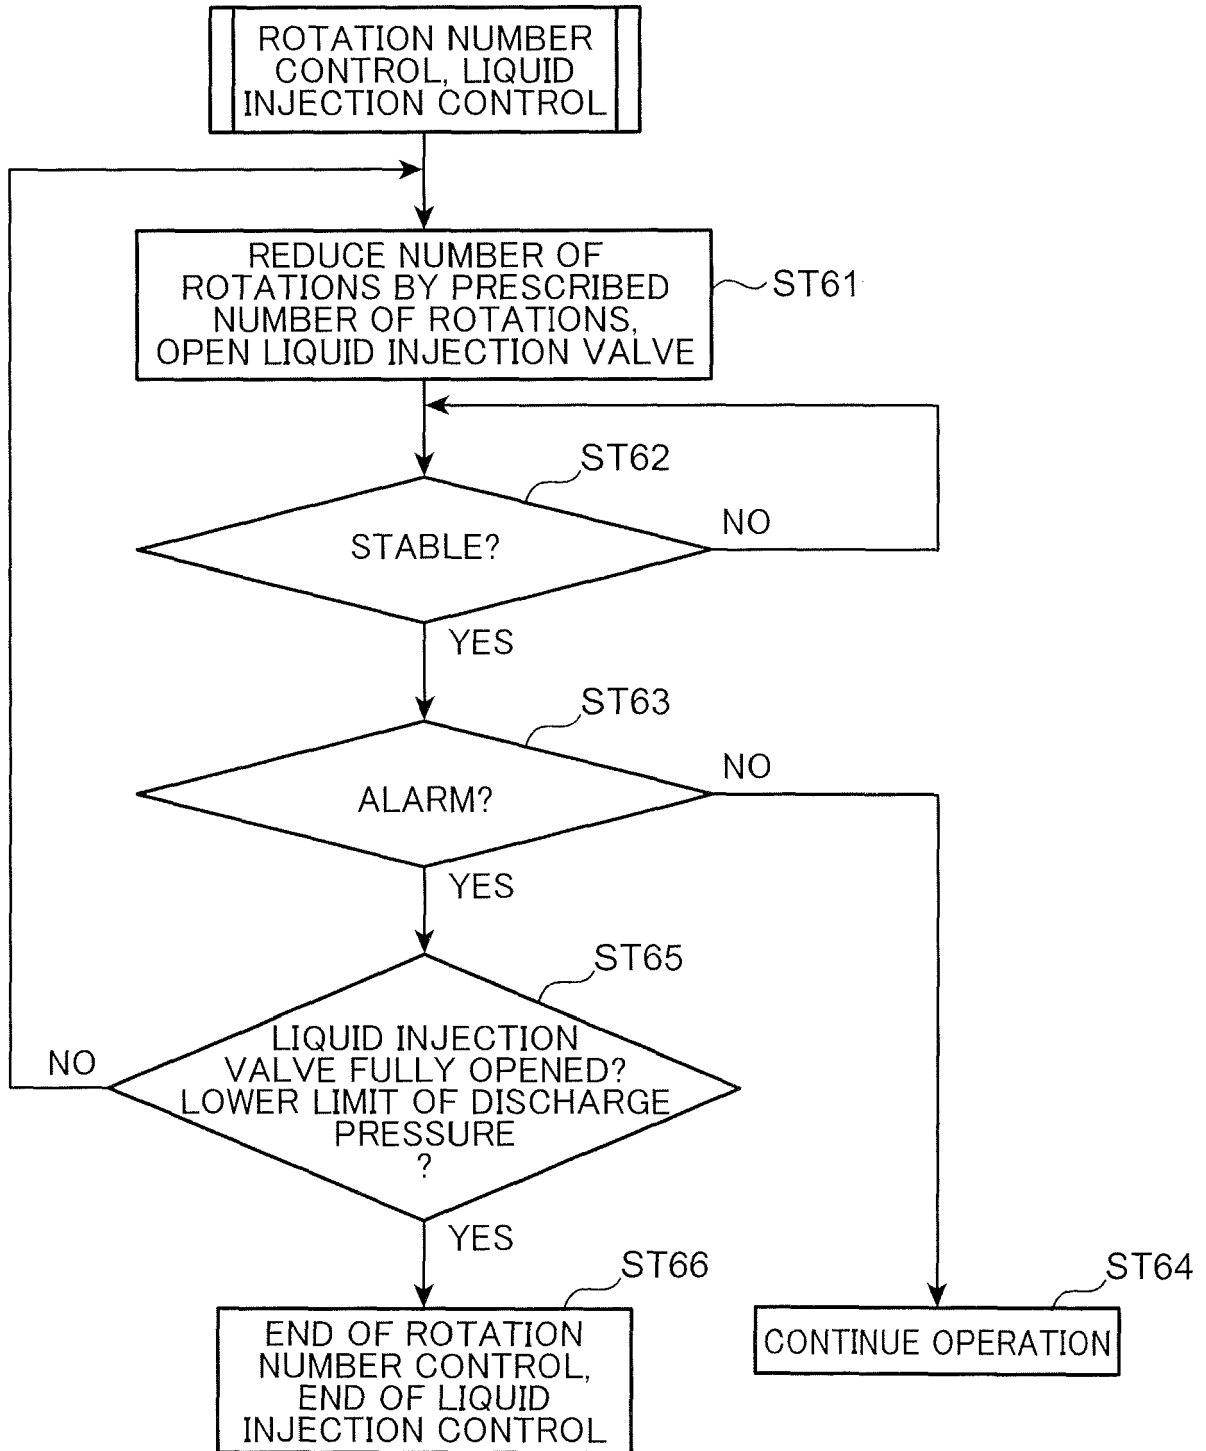 ROTATION NUMBER
CONTROL, LIQUID
INJECTION CONTROL
REDUCE NUMBER OF
ROTATIONS BY PRESCRIBED
NUMBER OF ROTATIONS,
OPEN LIQUID INJECTION VALVE
ST61
ST62
STABLE?
NO
YES
ST63
ALARM?
NO
YES
ST65
LIQUID INJECTION
VALVE FULLY OPENED?
LOWER LIMIT OF DISCHARGE
PRESSURE
?
NO
YES
ST66
END OF ROTATION
NUMBER CONTROL,
END OF LIQUID
INJECTION CONTROL
ST64
CONTINUE OPERATION